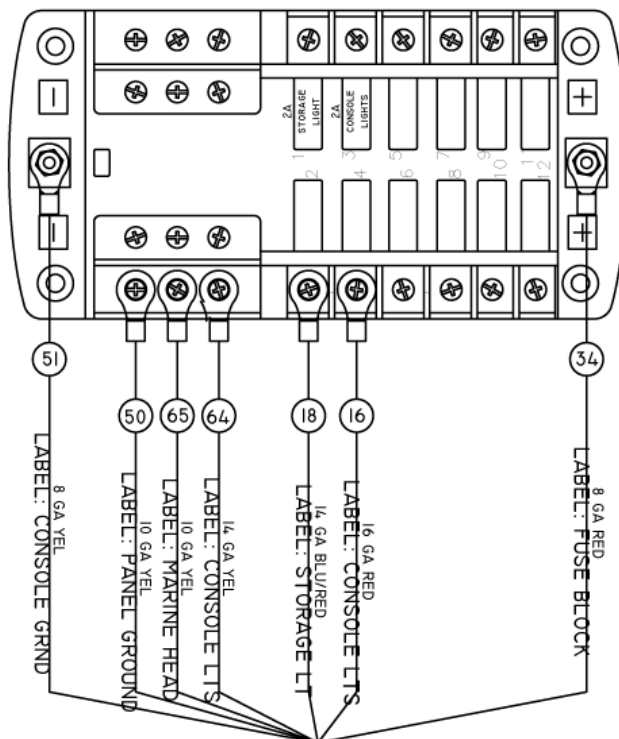 −
+
2A
STORAGE
LIGHT
2A
CONSOLE
LIGHTS
1
3
5
7
9
11
2
4
6
8
10
12
−
+
51
34
50
65
64
18
16
8 GA YEL
LABEL: CONSOLE GRND
10 GA YEL
LABEL: PANEL GROUND
10 GA YEL
LABEL: MARINE HEAD
14 GA YEL
LABEL: CONSOLE LTS
14 GA BLU/RED
LABEL: STORAGE LT
16 GA RED
LABEL: CONSOLE LTS
8 GA RED
LABEL: FUSE BLOCK